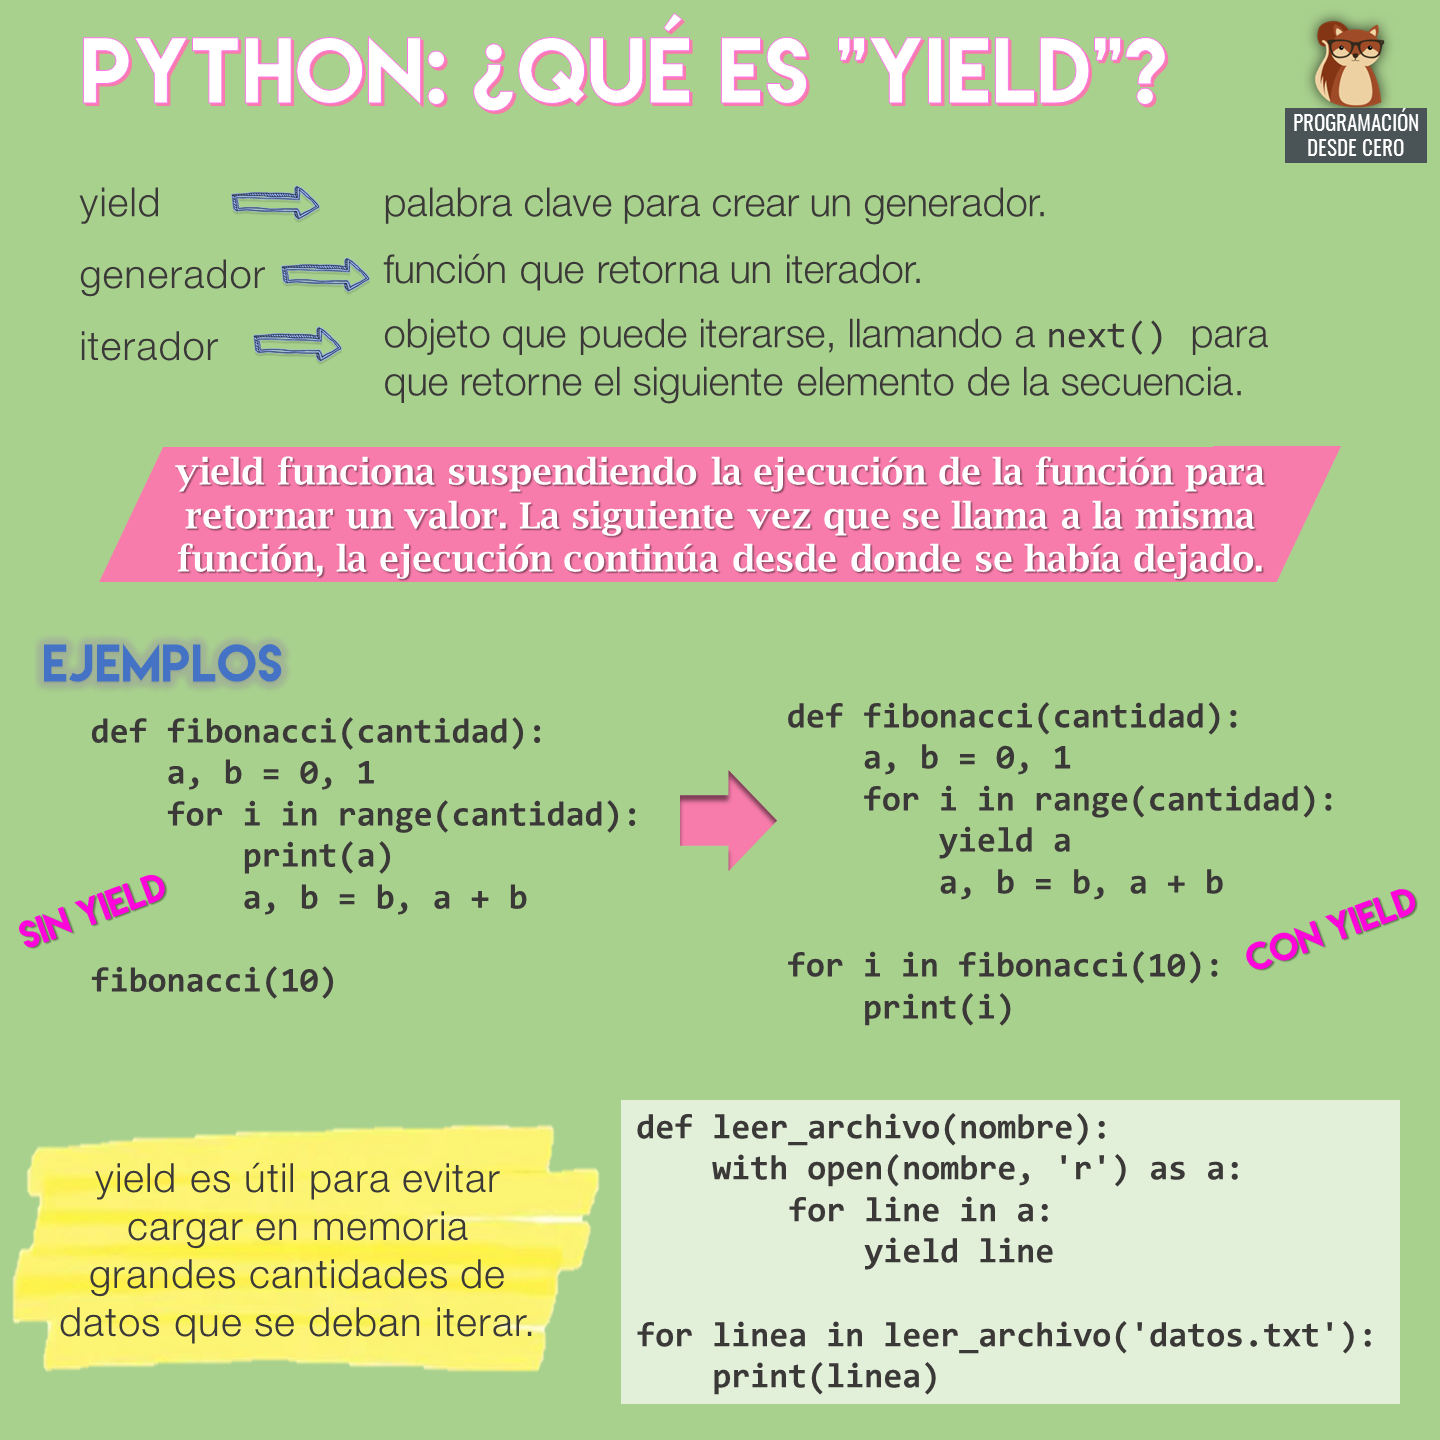 PYTHON: ¿QUÉ ES "YIELD"?
PROGRAMACIÓN
DESDE CERO
yield palabra clave para crear un generador.
generador función que retorna un iterador.
iterador objeto que puede iterarse, llamando a next() para
que retorne el siguiente elemento de la secuencia.
yield funciona suspendiendo la ejecución de la función para
retornar un valor. La siguiente vez que se llama a la misma
función, la ejecución continúa desde donde se había dejado.
EJEMPLOS
def fibonacci(cantidad):
    a, b = 0, 1
    for i in range(cantidad):
        print(a)
        a, b = b, a + b
fibonacci(10)
SIN YIELD
def fibonacci(cantidad):
    a, b = 0, 1
    for i in range(cantidad):
        yield a
        a, b = b, a + b
for i in fibonacci(10):
    print(i)
CON YIELD
yield es útil para evitar
cargar en memoria
grandes cantidades de
datos que se deban iterar.
def leer_archivo(nombre):
    with open(nombre, 'r') as a:
        for line in a:
            yield line
for linea in leer_archivo('datos.txt'):
    print(linea)